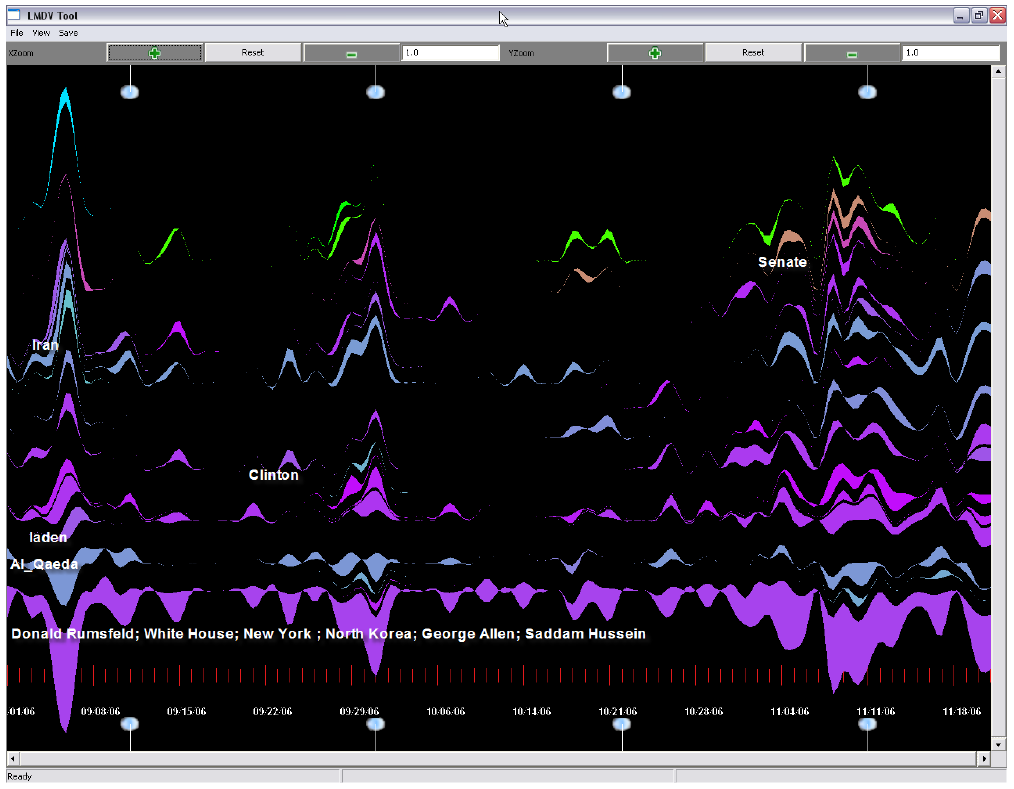 LMDV Tool
File View Save
XZoom Reset 1.0 YZoom Reset 1.0
Senate
Iran
Clinton
laden
Al_Qaeda
Donald Rumsfeld; White House; New York ; North Korea; George Allen; Saddam Hussein
-01-06 09-08-06 09-15-06 09-22-06 09-29-06 10-06-06 10-14-06 10-21-06 10-28-06 11-04-06 11-11-06 11-18-06
Ready